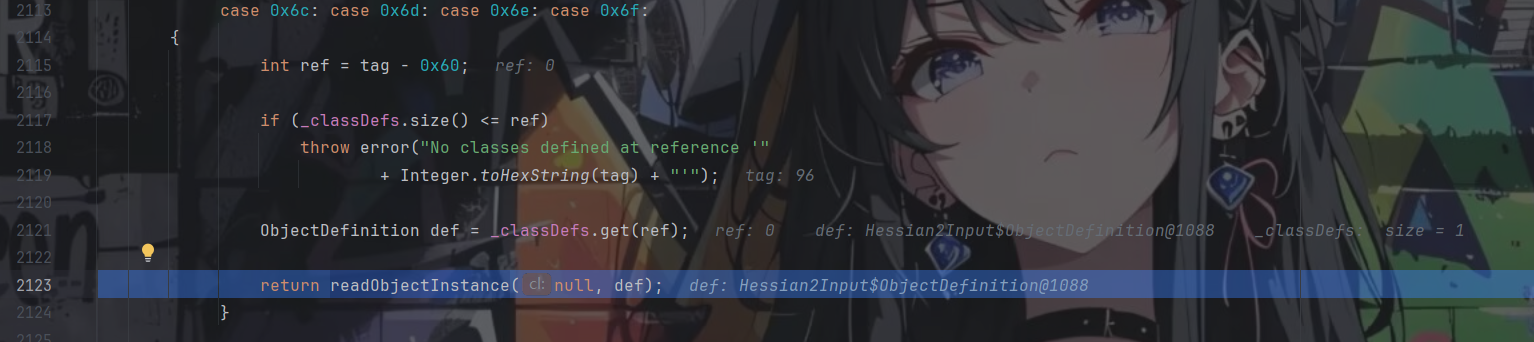 2113 case 0x6c: case 0x6d: case 0x6e: case 0x6f:
2114 {
2115 int ref = tag - 0x60; ref: 0
2116
2117 if (_classDefs.size() <= ref)
2118 throw error("No classes defined at reference '"
2119 + Integer.toHexString(tag) + "'"); tag: 96
2120
2121 ObjectDefinition def = _classDefs.get(ref); ref: 0 def: Hessian2Input$ObjectDefinition@1088 _classDefs: size = 1
2122
2123 return readObjectInstance( cl: null, def); def: Hessian2Input$ObjectDefinition@1088
2124 }
2125